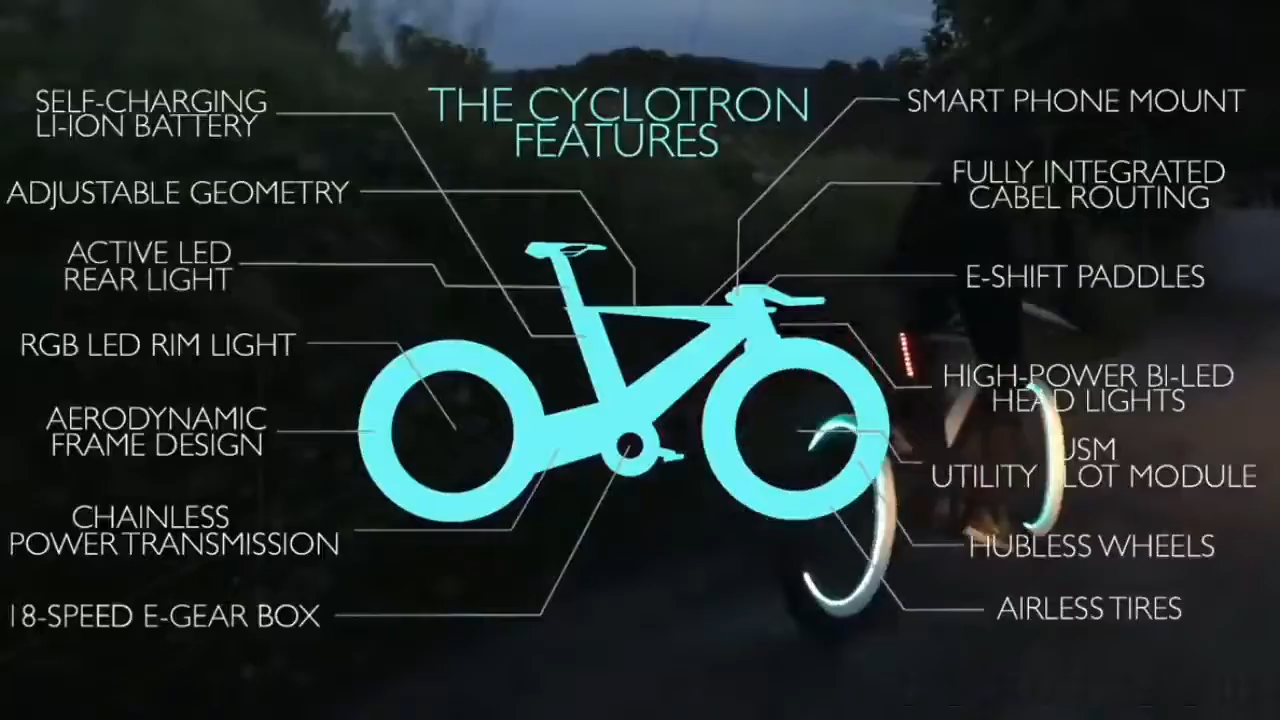 THE CYCLOTRON
FEATURES
SELF-CHARGING
LI-ION BATTERY
ADJUSTABLE GEOMETRY
ACTIVE LED
REAR LIGHT
RGB LED RIM LIGHT
AERODYNAMIC
FRAME DESIGN
CHAINLESS
POWER TRANSMISSION
18-SPEED E-GEAR BOX
SMART PHONE MOUNT
FULLY INTEGRATED
CABEL ROUTING
E-SHIFT PADDLES
HIGH-POWER BI-LED
HEAD LIGHTS
USM
UTILITY SLOT MODULE
HUBLESS WHEELS
AIRLESS TIRES